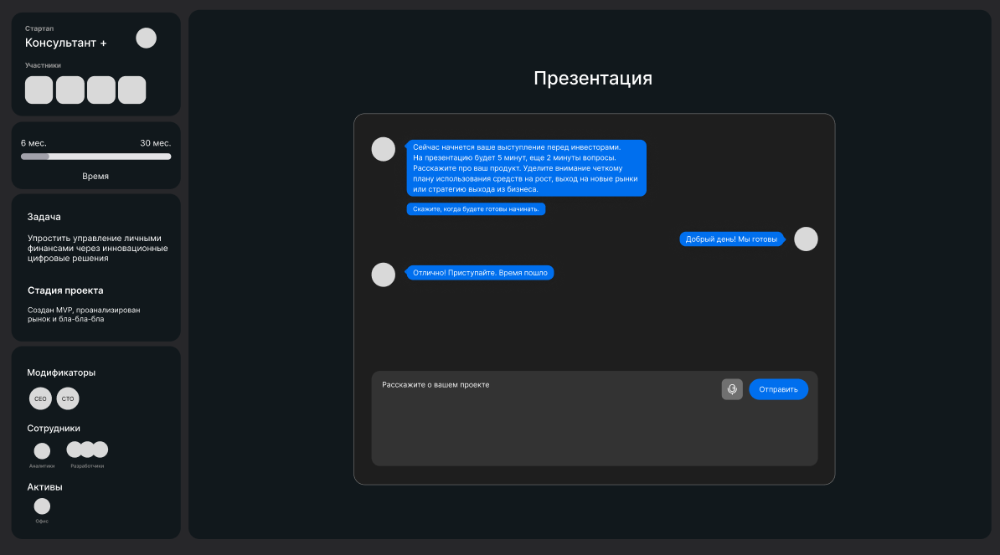 Стартап
Консультант +
Участники
6 мес.
30 мес.
Время
Задача
Упростить управление личными
финансами через инновационные
цифровые решения
Стадия проекта
Создан MVP, проанализирован
рынок и бла-бла-бла
Модификаторы
CEO
CTO
Сотрудники
Аналитики
Разработчики
Активы
Офис
Презентация
Сейчас начнется ваше выступление перед инвесторами.
На презентацию будет 5 минут, еще 2 минуты вопросы.
Расскажите про ваш продукт. Уделите внимание четкому
плану использования средств на рост, выход на новые рынки
или стратегию выхода из бизнеса.
Скажите, когда будете готовы начинать.
Добрый день! Мы готовы
Отлично! Приступайте. Время пошло
Расскажите о вашем проекте
Отправить